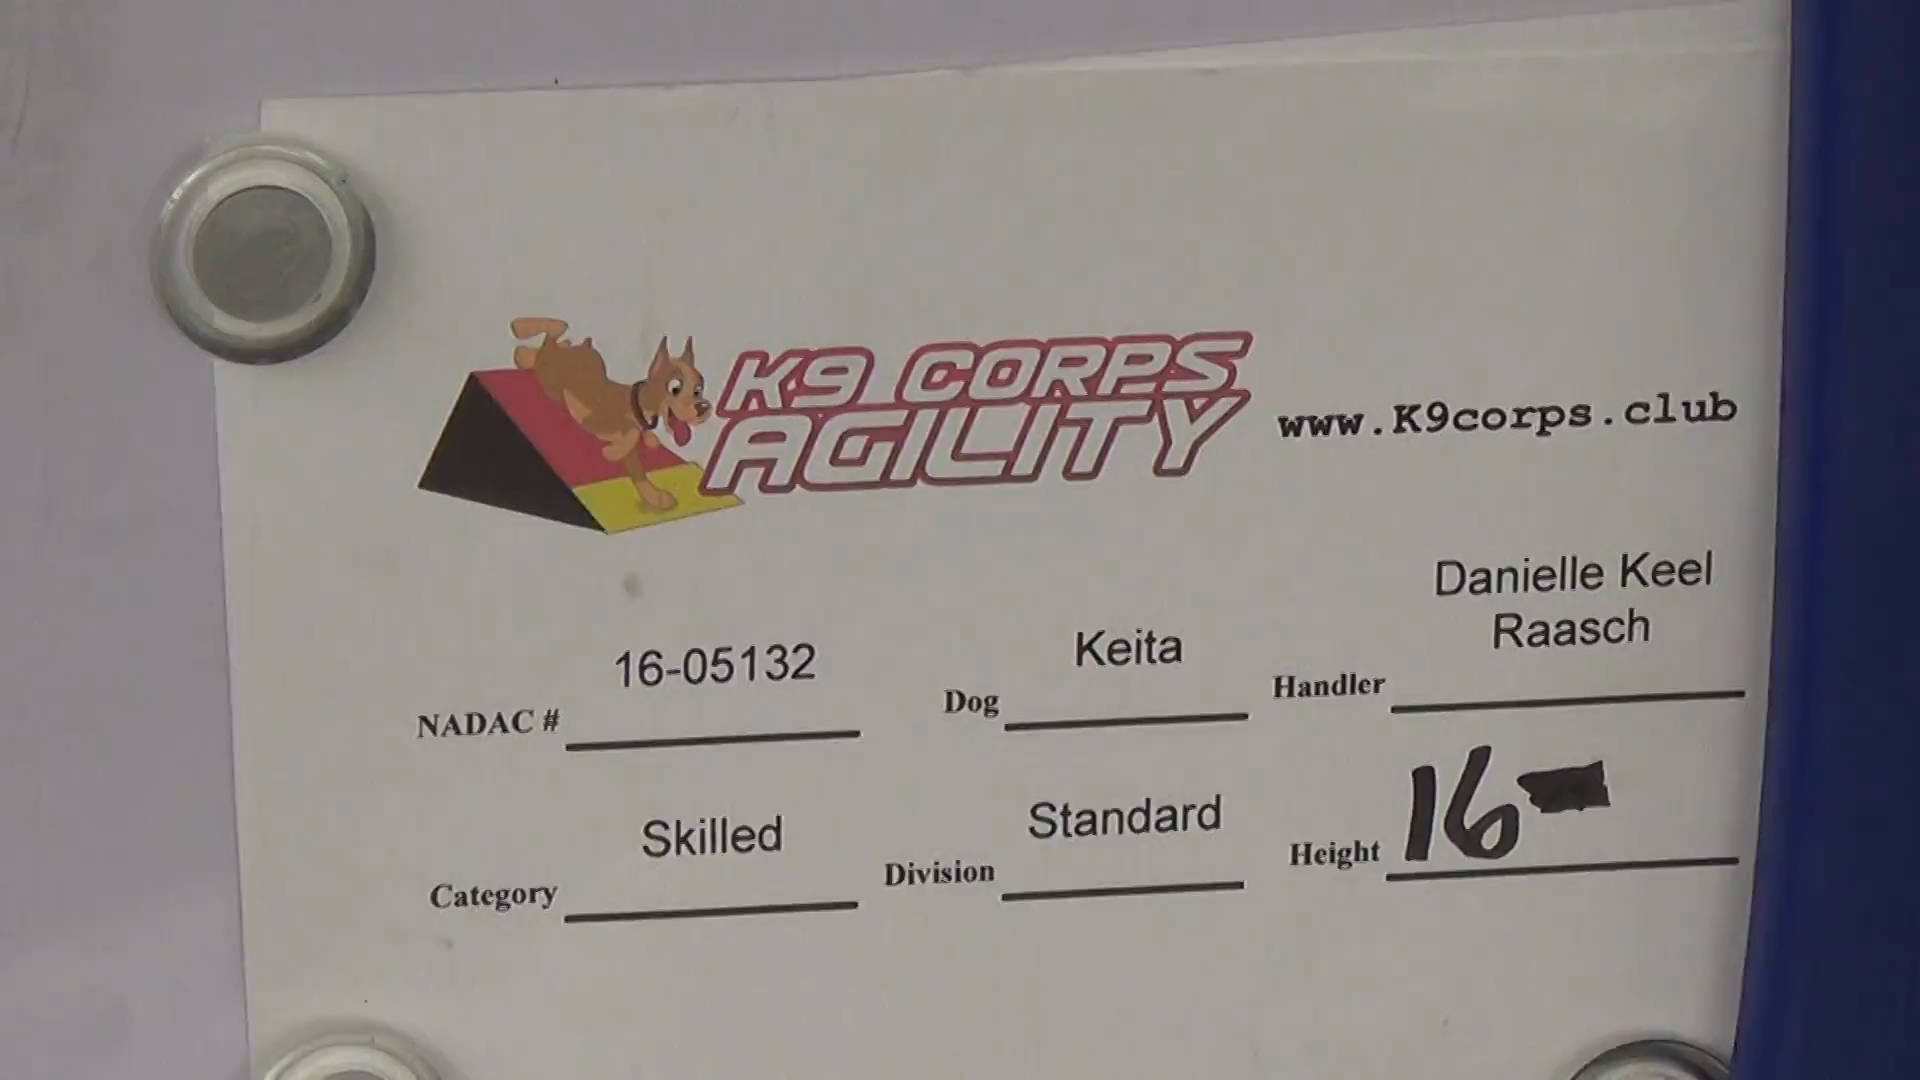 K9 CORPS
AGILITY
www.K9corps.club
NADAC # 16-05132 Dog Keita Handler Danielle Keel
Raasch
Category Skilled Division Standard Height 16